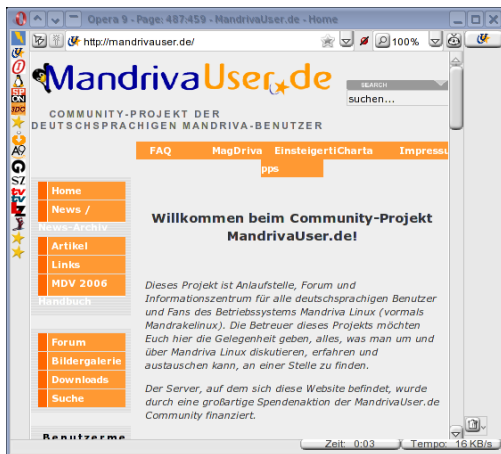 Opera 9 - Page: 487:459 - MandrivaUser.de - Home
http://mandrivauser.de/
100%
MandrivaUser.de
COMMUNITY-PROJEKT DER
DEUTSCHSPRACHIGEN MANDRIVA-BENUTZER
SEARCH
suchen...
FAQ MagDriva EinsteigertiCharta Impressu
pps
Home
News /
News-Archiv
Artikel
Links
MDV 2006
Handbuch
Forum
Bildergalerie
Downloads
Suche
Benutzerme
Willkommen beim Community-Projekt
MandrivaUser.de!
Dieses Projekt ist Anlaufstelle, Forum und
Informationszentrum für alle deutschsprachigen Benutzer
und Fans des Betriebssystems Mandriva Linux (vormals
Mandrakelinux). Die Betreuer dieses Projekts möchten
Euch hier die Gelegenheit geben, alles, was man um und
über Mandriva Linux diskutieren, erfahren und
austauschen kann, an einer Stelle zu finden.
Der Server, auf dem sich diese Website befindet, wurde
durch eine großartige Spendenaktion der MandrivaUser.de
Community finanziert.
Zeit: 0:03
Tempo: 16 KB/s